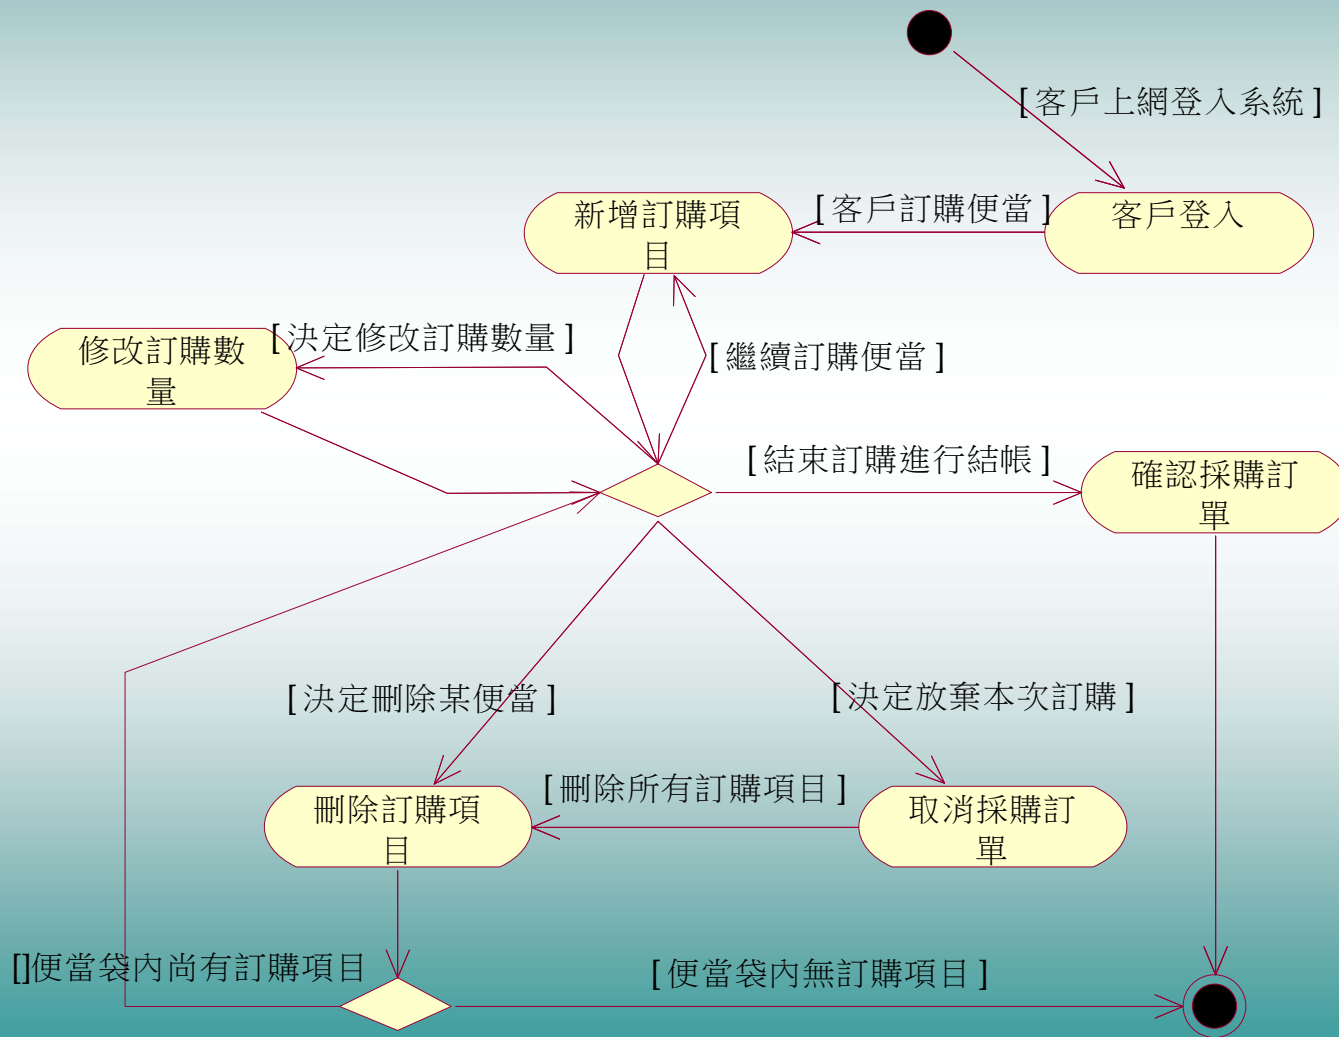 [客戶上網登入系統]
新增訂購項
目
[客戶訂購便當]
客戶登入
修改訂購數
量
[決定修改訂購數量]
[繼續訂購便當]
[結束訂購進行結帳]
確認採購訂
單
[決定刪除某便當]
[決定放棄本次訂購]
刪除訂購項
目
[刪除所有訂購項目]
取消採購訂
單
[]便當袋內尚有訂購項目
[便當袋內無訂購項目]